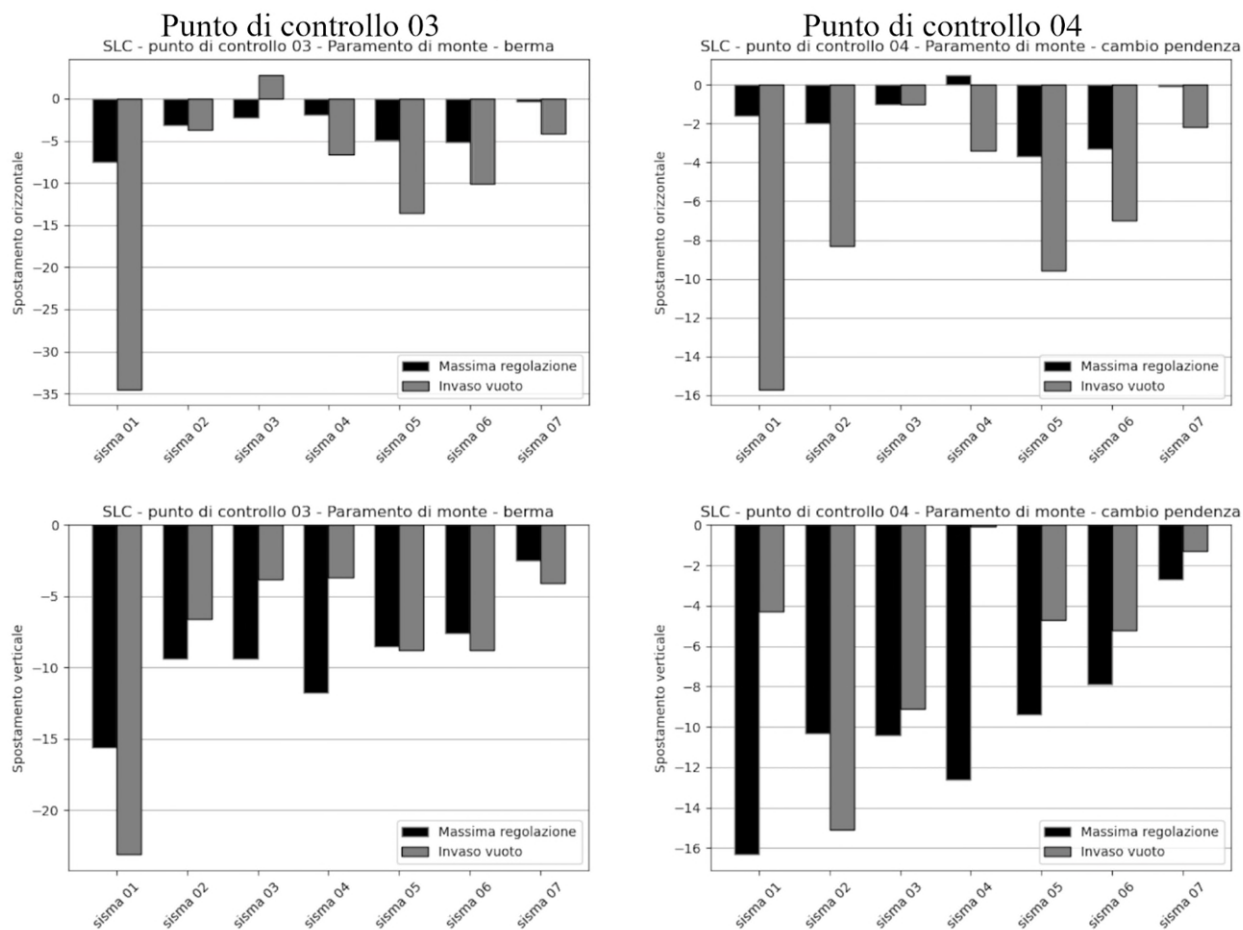 Punto di controllo 03
SLC - punto di controllo 03 - Paramento di monte - berma
Spostamento orizzontale
0
−5
−10
−15
−20
−25
−30
−35
Massima regolazione
Invaso vuoto
sisma 01
sisma 02
sisma 03
sisma 04
sisma 05
sisma 06
sisma 07
Punto di controllo 04
SLC - punto di controllo 04 - Paramento di monte - cambio pendenza
Spostamento orizzontale
0
−2
−4
−6
−8
−10
−12
−14
−16
Massima regolazione
Invaso vuoto
sisma 01
sisma 02
sisma 03
sisma 04
sisma 05
sisma 06
sisma 07
SLC - punto di controllo 03 - Paramento di monte - berma
Spostamento verticale
0
−5
−10
−15
−20
Massima regolazione
Invaso vuoto
sisma 01
sisma 02
sisma 03
sisma 04
sisma 05
sisma 06
sisma 07
SLC - punto di controllo 04 - Paramento di monte - cambio pendenza
Spostamento verticale
0
−2
−4
−6
−8
−10
−12
−14
−16
Massima regolazione
Invaso vuoto
sisma 01
sisma 02
sisma 03
sisma 04
sisma 05
sisma 06
sisma 07